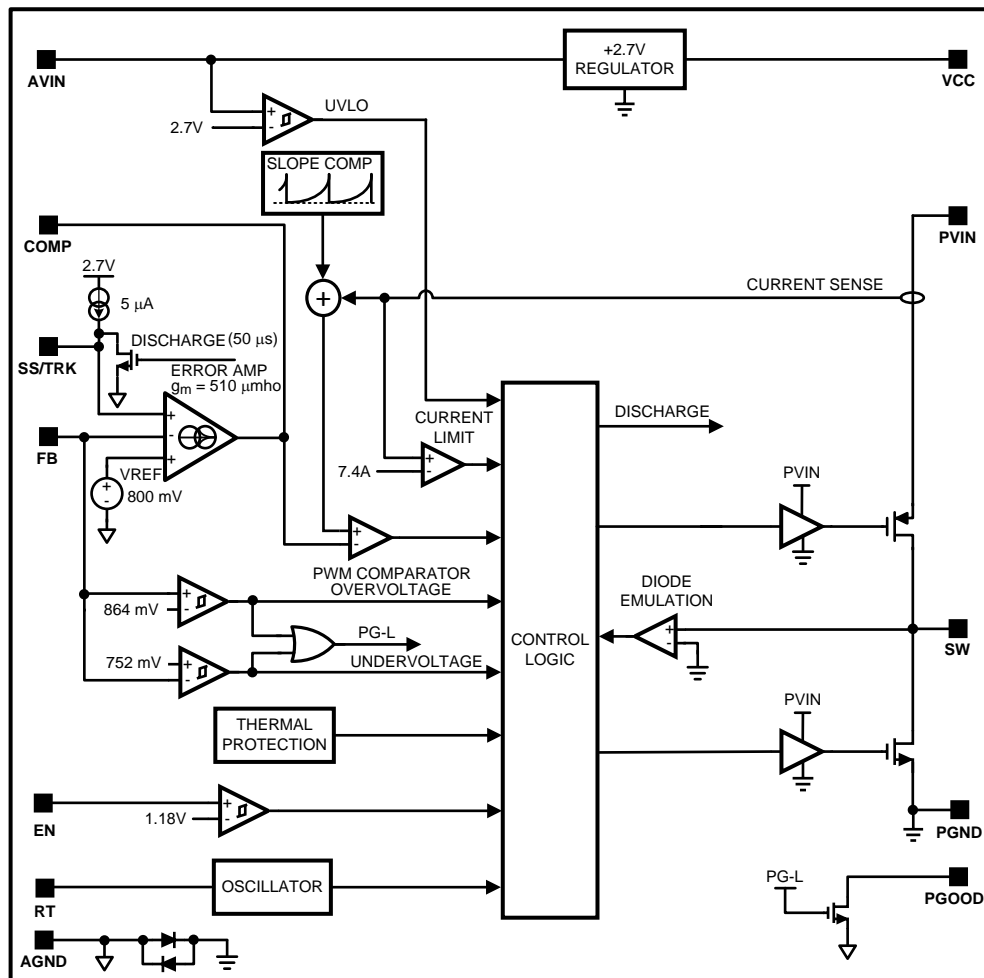 AVIN
+2.7V
REGULATOR
VCC
UVLO
+
-
2.7V
SLOPE COMP
COMP
PVIN
2.7V
5 μA
+
CURRENT SENSE
DISCHARGE (50 μs)
SS/TRK
ERROR AMP
gm = 510 μmho
+
-
+
FB
VREF
+
-
800 mV
CURRENT
LIMIT
+
-
7.4A
DISCHARGE
PVIN
+
-
PWM COMPARATOR
OVERVOLTAGE
+
-
864 mV
PG-L
DIODE
EMULATION
+
-
CONTROL
LOGIC
SW
752 mV
+
-
UNDERVOLTAGE
PVIN
THERMAL
PROTECTION
EN
+
-
1.18V
PGND
RT
OSCILLATOR
PG-L
PGOOD
AGND